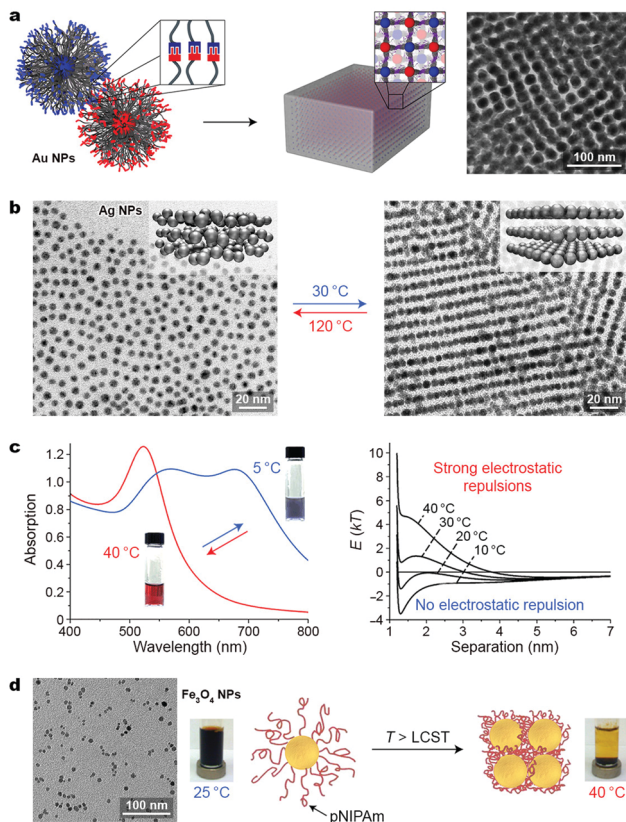 a
Au NPs
100 nm
b
Ag NPs
20 nm
30 °C
120 °C
20 nm
c
Absorption
1.2
1.0
0.8
0.6
0.4
0.2
0
400
500
600
700
800
Wavelength (nm)
5 °C
40 °C
E (kT)
10
8
6
4
2
0
-2
-4
1
2
3
4
5
6
7
Separation (nm)
Strong electrostatic
repulsions
40 °C
30 °C
20 °C
10 °C
No electrostatic repulsion
d
Fe₃O₄ NPs
100 nm
25 °C
pNIPAm
T > LCST
40 °C